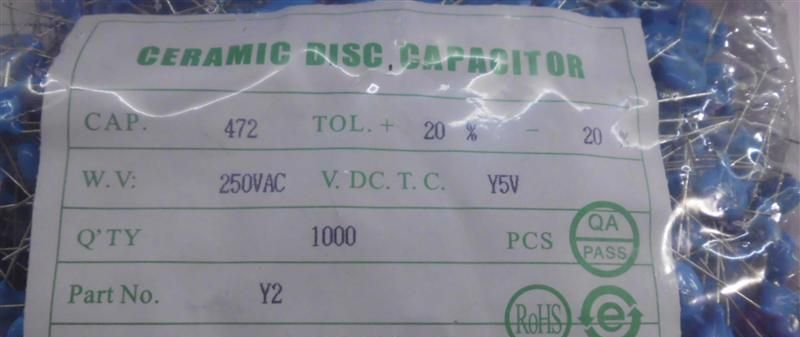 CERAMIC DISC CAPACITOR
CAP. 472 TOL. + 20 % - 20 %
W.V: 250VAC V. DC. T. C. Y5V
Q'TY 1000 PCS
QA
PASS
Part No. Y2
RoHS e